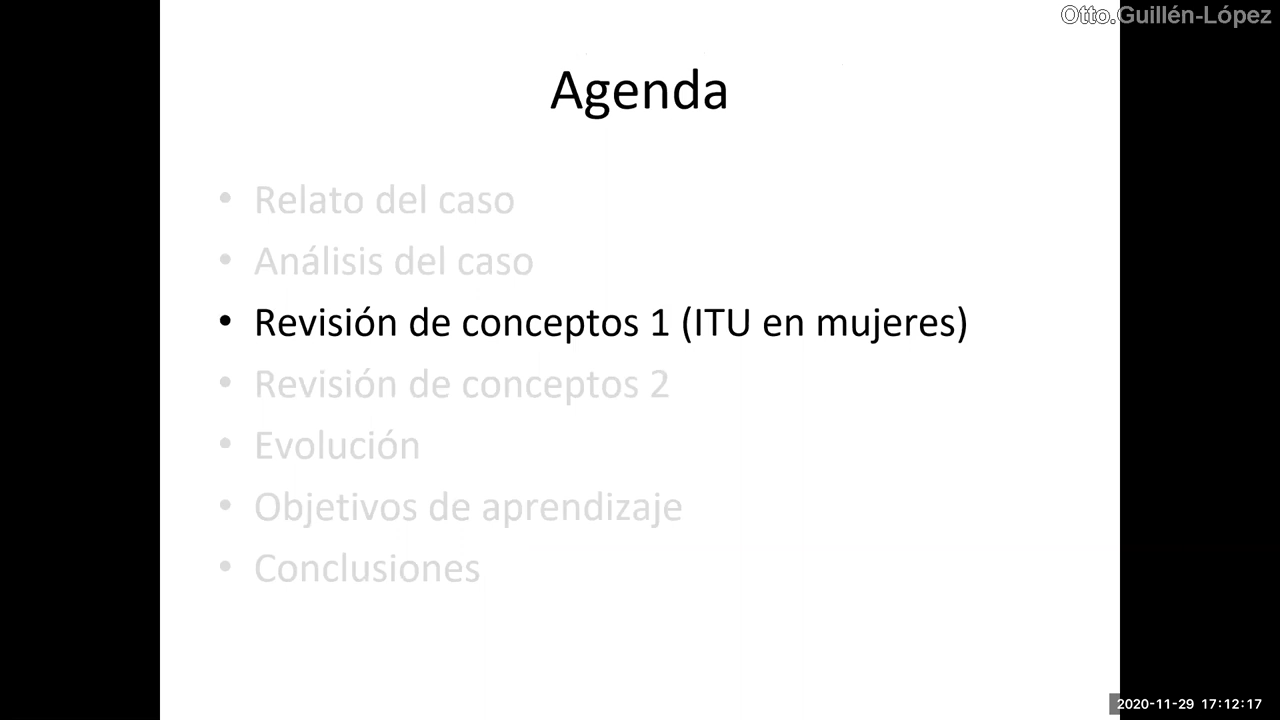 Otto.Guillén-López
Agenda
• Relato del caso
• Análisis del caso
• Revisión de conceptos 1 (ITU en mujeres)
• Revisión de conceptos 2
• Evolución
• Objetivos de aprendizaje
• Conclusiones
2020-11-29 17:12:17